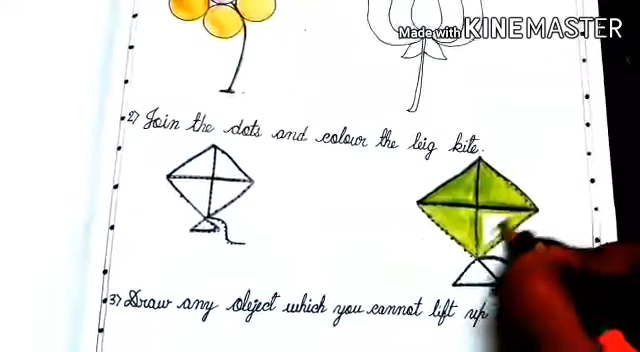 Made with KINEMASTER
2) Join the dots and colour the big kite.
3) Draw any object which you cannot lift up